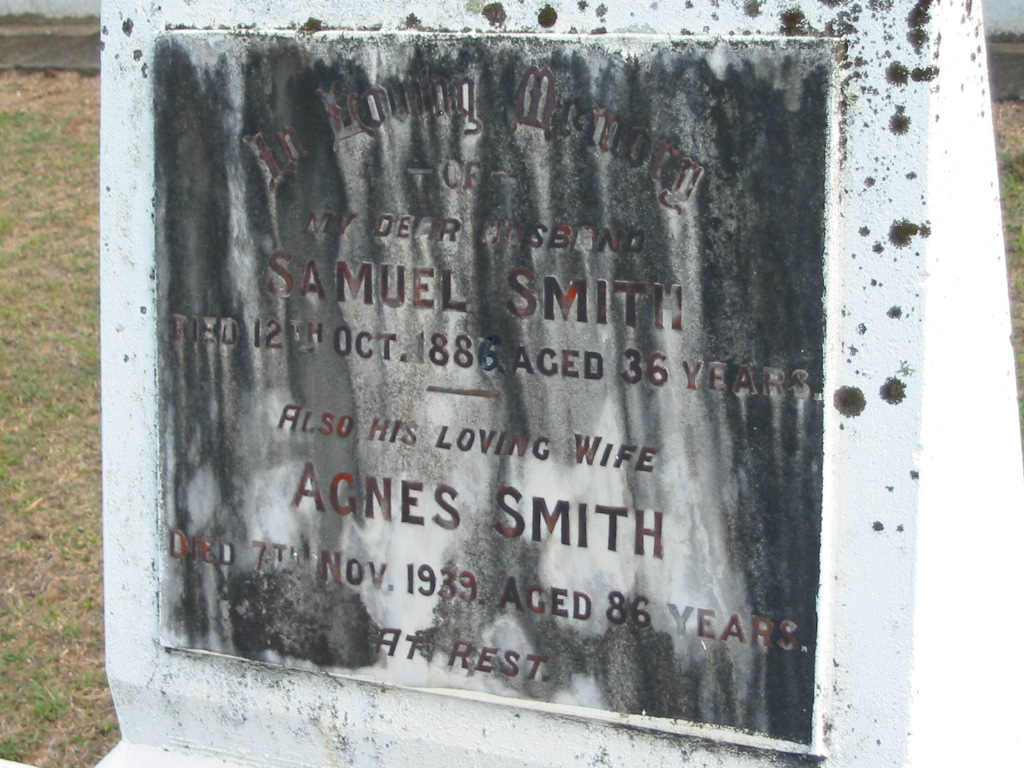 In Loving Memory
- OF -
MY DEAR HUSBAND
SAMUEL SMITH
DIED 12TH OCT. 1886, AGED 36 YEARS.
ALSO HIS LOVING WIFE
AGNES SMITH
DIED 7TH NOV. 1939 AGED 86 YEARS.
AT REST.